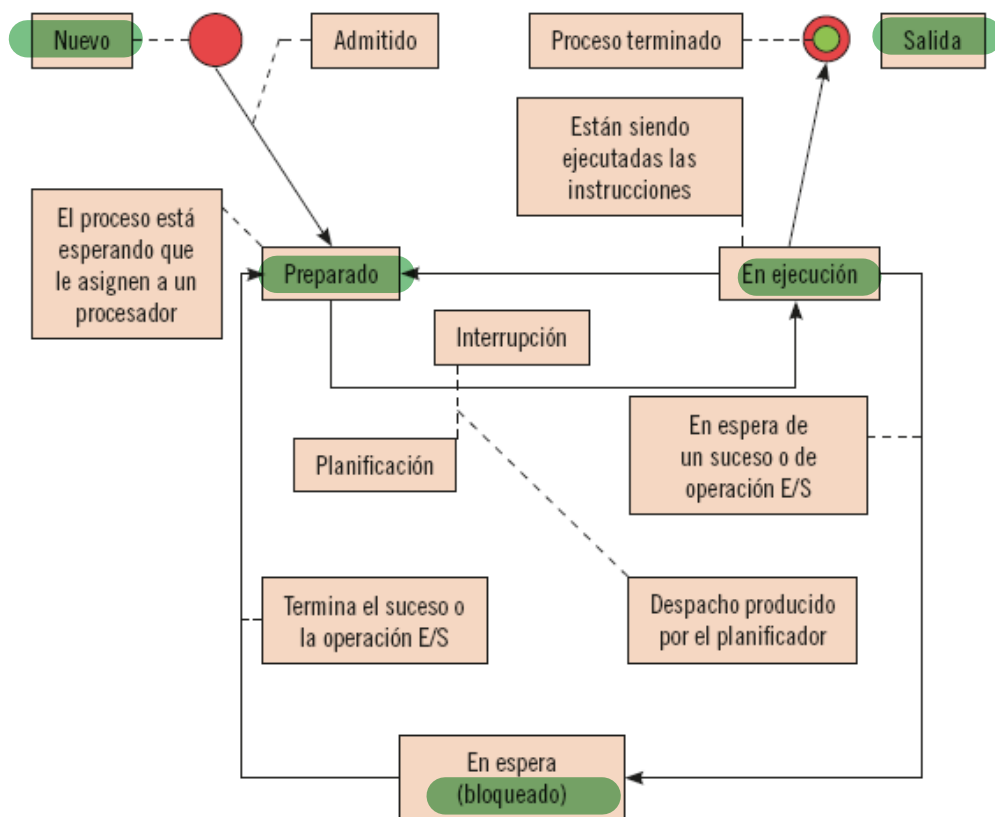 Nuevo
Admitido
Proceso terminado
Salida
Están siendo
ejecutadas las
instrucciones
El proceso está
esperando que
le asignen a un
procesador
Preparado
En ejecución
Interrupción
Planificación
En espera de
un suceso o de
operación E/S
Termina el suceso o
la operación E/S
Despacho producido
por el planificador
En espera
(bloqueado)